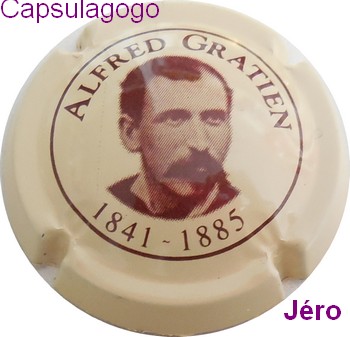 Capsulagogo
ALFRED GRATIEN
1841 - 1885
Jéro